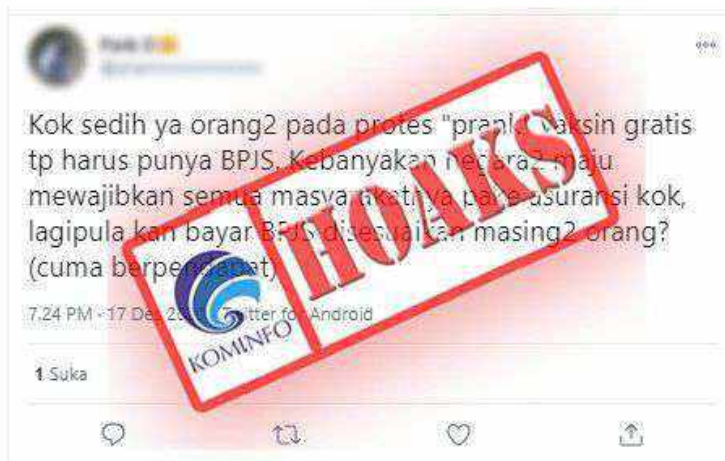 Kok sedih ya orang2 pada protes "prank" vaksin gratis
tp harus punya BPJS. Kebanyakan negara2 maju
mewajibkan semua masyarakatnya pake asuransi kok,
lagipula kan bayar BPJS disesuaikan masing2 orang?
(cuma berpendapat)
7.24 PM - 17 Des Twitter for Android
1 Suka
HOAKS
KOMINFO